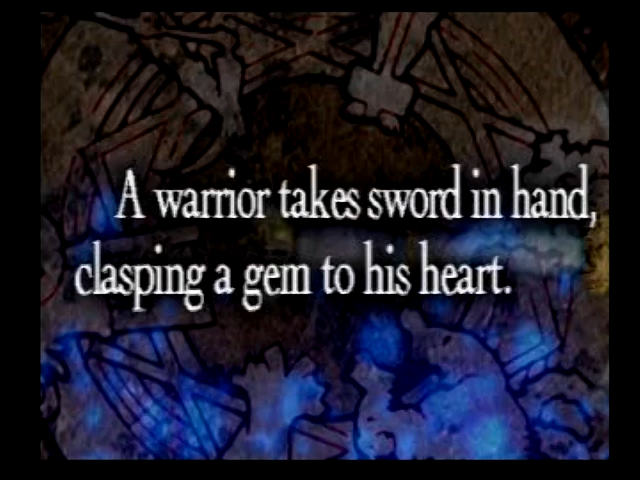 A warrior takes sword in hand,
clasping a gem to his heart.